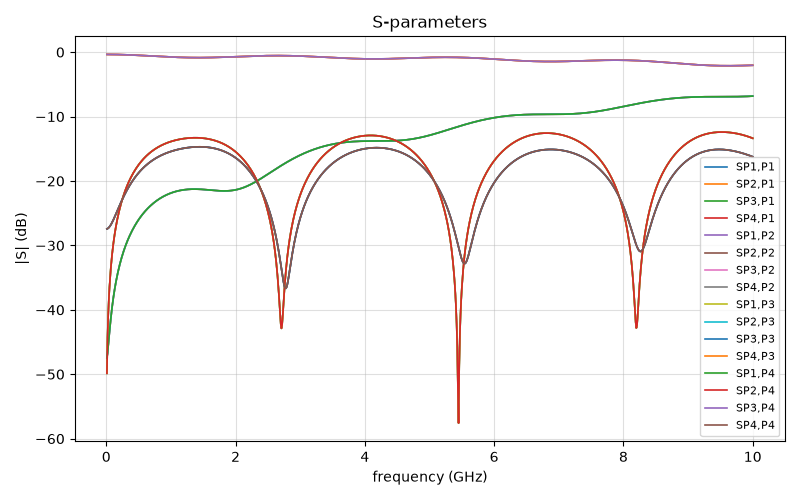 S-parameters
|S| (dB)
0
−10
−20
−30
−40
−50
−60
SP1,P1
SP2,P1
SP3,P1
SP4,P1
SP1,P2
SP2,P2
SP3,P2
SP4,P2
SP1,P3
SP2,P3
SP3,P3
SP4,P3
SP1,P4
SP2,P4
SP3,P4
SP4,P4
0 2 4 6 8 10
frequency (GHz)